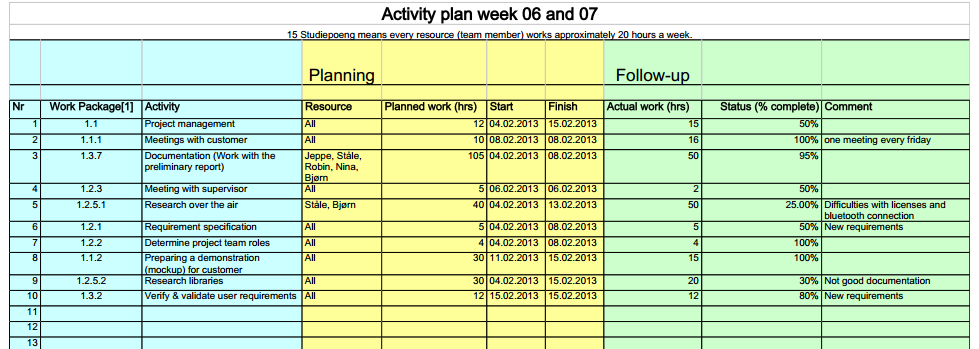 Activity plan week 06 and 07
15 Studiepoeng means every resource (team member) works approximately 20 hours a week.
Planning Follow-up
Nr Work Package[1] Activity Resource Planned work (hrs) Start Finish Actual work (hrs) Status (% complete) Comment
1 1.1 Project management All 12 04.02.2013 15.02.2013 15 50%
2 1.1.1 Meetings with customer All 10 08.02.2013 08.02.2013 16 100% one meeting every friday
3 1.3.7 Documentation (Work with the Jeppe, Ståle, 105 04.02.2013 08.02.2013 50 95%
preliminary report) Robin, Nina,
Bjørn
4 1.2.3 Meeting with supervisor All 5 06.02.2013 06.02.2013 2 50%
5 1.2.5.1 Research over the air Ståle, Bjørn 40 04.02.2013 13.02.2013 50 25.00% Difficulties with licenses and
bluetooth connection
6 1.2.1 Requirement specification All 5 04.02.2013 08.02.2013 5 50% New requirements
7 1.2.2 Determine project team roles All 4 04.02.2013 08.02.2013 4 100%
8 1.1.2 Preparing a demonstration All 30 11.02.2013 15.02.2013 15 100%
(mockup) for customer
9 1.2.5.2 Research libraries All 30 04.02.2013 15.02.2013 20 30% Not good documentation
10 1.3.2 Verify & validate user requirements All 12 15.02.2013 15.02.2013 12 80% New requirements
11
12
13